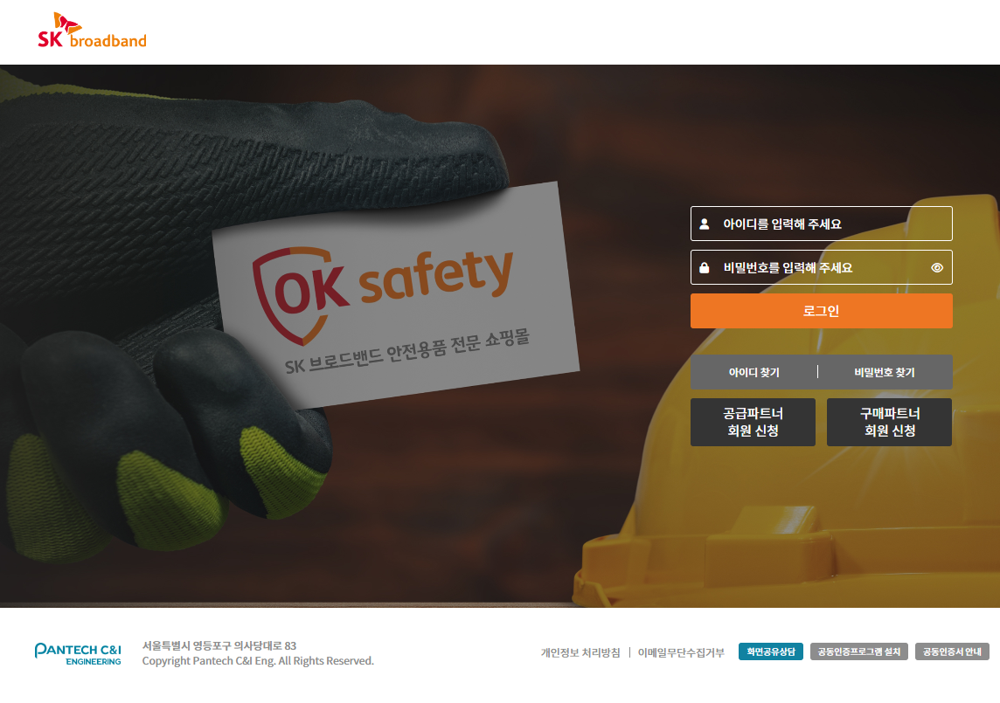 SK broadband
OK safety
SK 브로드밴드 안전용품 전문 쇼핑몰
아이디를 입력해 주세요
비밀번호를 입력해 주세요
로그인
아이디 찾기
비밀번호 찾기
공급파트너
회원 신청
구매파트너
회원 신청
PANTECH C&I
ENGINEERING
서울특별시 영등포구 의사당대로 83
Copyright Pantech C&I Eng. All Rights Reserved.
개인정보 처리방침
이메일무단수집거부
화면공유상담
공동인증프로그램 설치
공동인증서 안내